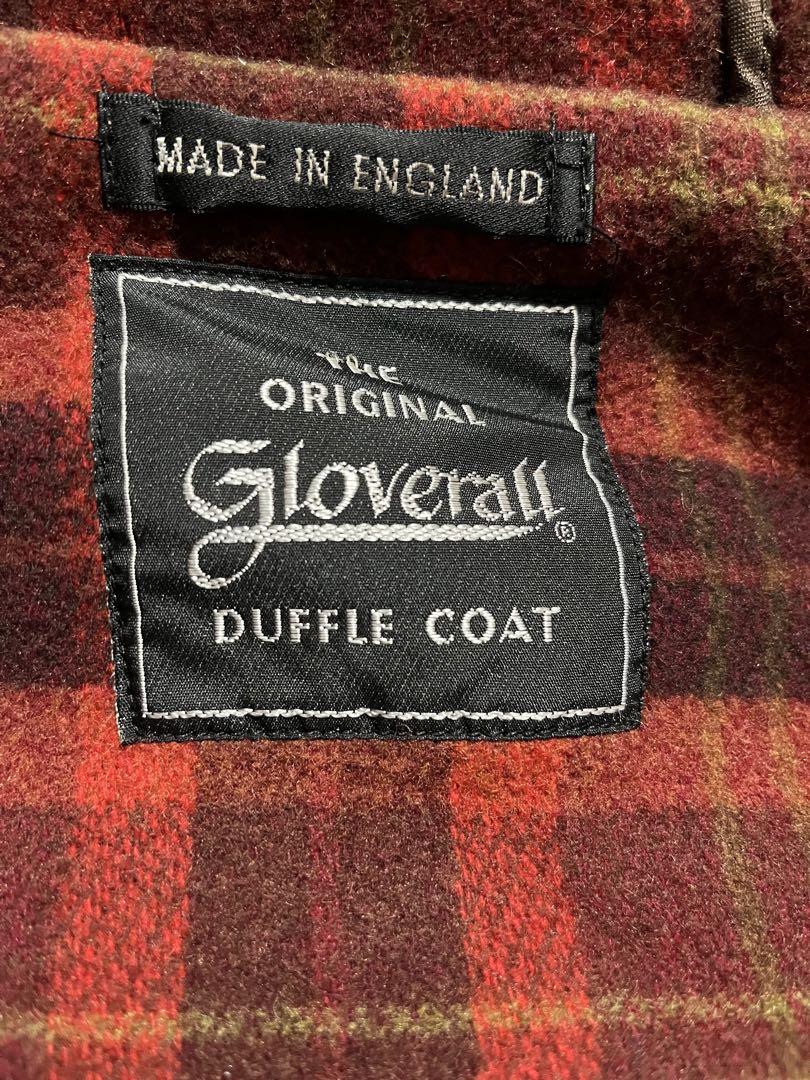 MADE IN ENGLAND
the
ORIGINAL
Gloverall®
DUFFLE COAT